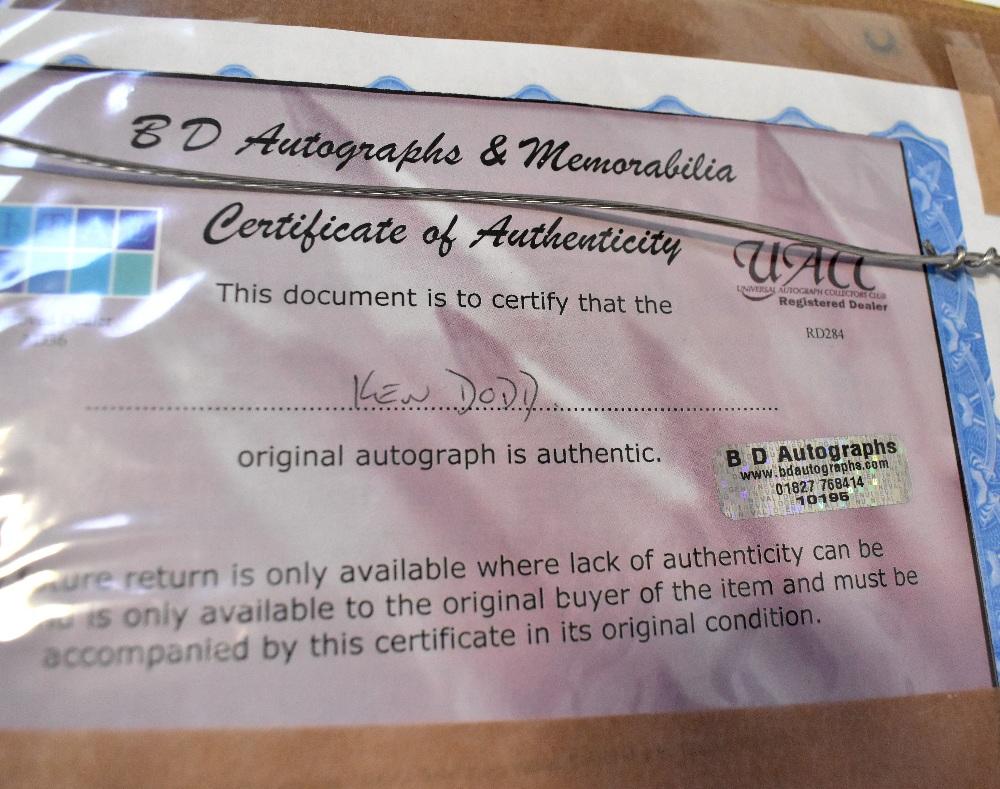 B D Autographs & Memorabilia
Certificate of Authenticity
This document is to certify that the
UACC
UNIVERSAL AUTOGRAPH COLLECTORS CLUB
Registered Dealer
RD284
KEN DODD
original autograph is authentic.
B D Autographs
www.bdautographs.com
01827 768414
10195
return is only available where lack of authenticity can be
is only available to the original buyer of the item and must be
accompanied by this certificate in its original condition.